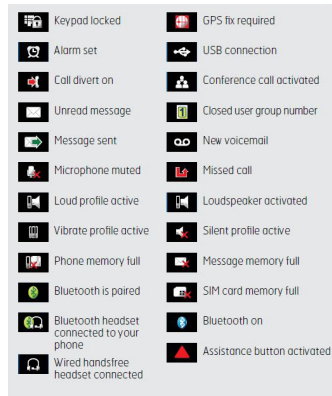 Keypad locked
Alarm set
Call divert on
Unread message
Message sent
Microphone muted
Loud profile active
Vibrate profile active
Phone memory full
Bluetooth is paired
Bluetooth headset
connected to your
phone
Wired handsfree
headset connected
GPS fix required
USB connection
Conference call activated
1
Closed user group number
New voicemail
Missed call
Loudspeaker activated
Silent profile active
Message memory full
SIM card memory full
Bluetooth on
Assistance button activated